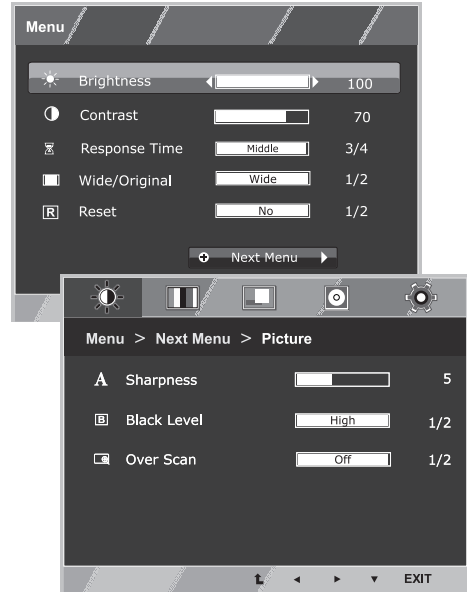 Menu
Brightness 100
Contrast 70
Response Time Middle 3/4
Wide/Original Wide 1/2
R Reset No 1/2
Next Menu
Menu > Next Menu > Picture
A Sharpness 5
B Black Level High 1/2
Over Scan Off 1/2
EXIT